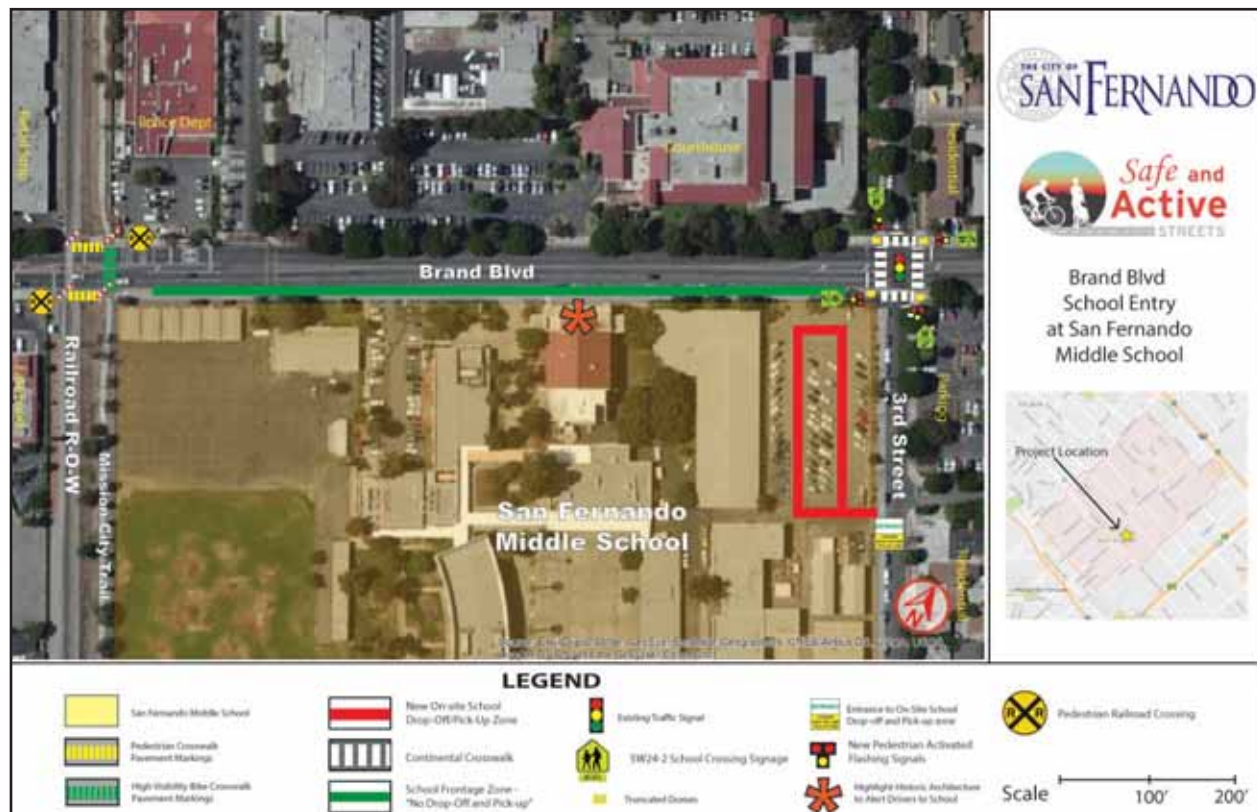 THE CITY OF
SAN FERNANDO
Safe and
Active
STREETS
Brand Blvd
School Entry
at San Fernando
Middle School
Project Location
Police Dept
Courthouse
Residential
Brand Blvd
Railroad R-O-W
Mission City Trail
3rd Street
Parking
San Fernando
Middle School
LEGEND
San Fernando Middle School
Pedestrian Crosswalk
Pavement Markings
High Visibility Bike Crosswalk
Pavement Markings
New On-site School
Drop-Off/Pick-Up Zone
Continental Crosswalk
School Frontage Zone-
"No Drop-Off and Pick-up"
Existing Traffic Signal
SW24-2 School Crossing Signage
Truncated Domes
Entrance to On-Site School
Drop-off and Pick-up zone
New Pedestrian Activated
Flashing Signals
Highlight Historic Architecture
to Alert Drivers to School
R R
Pedestrian Railroad Crossing
Scale
100'
200'